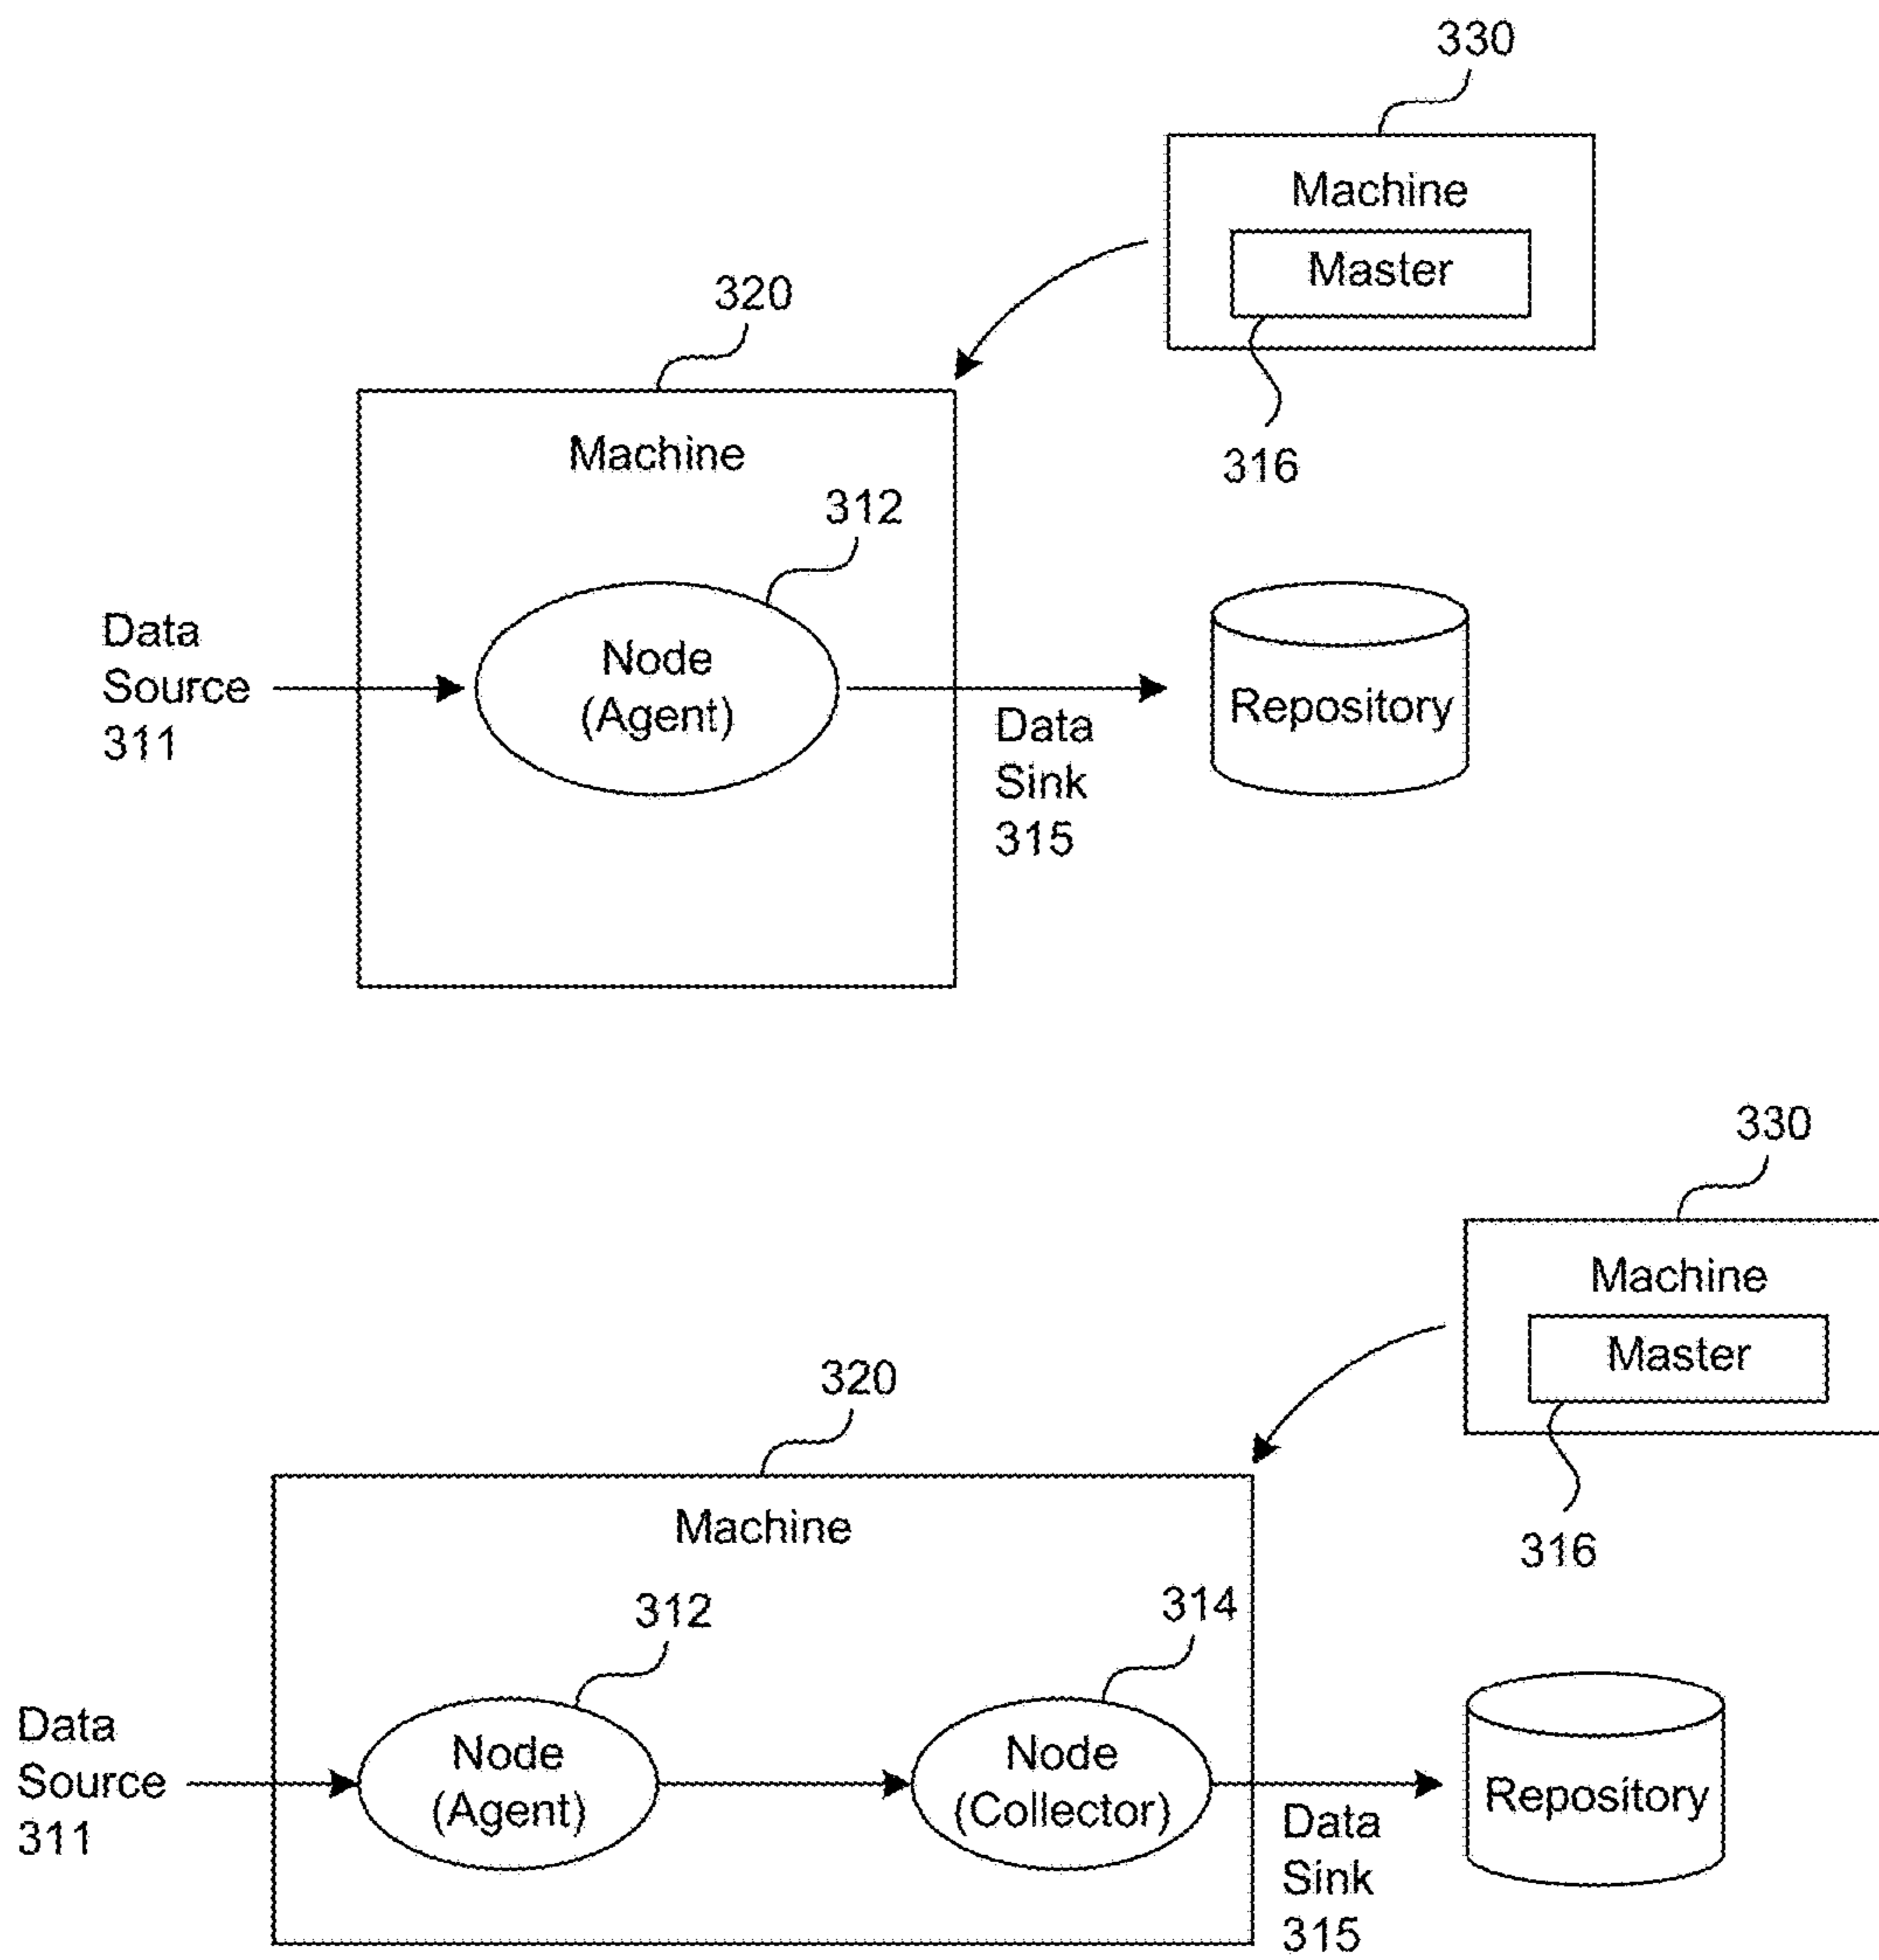 330
Machine
Master
316
320
Machine
312
Data
Source
311
Node
(Agent)
Data
Sink
315
Repository
330
Machine
Master
316
320
Machine
312
314
Data
Source
311
Node
(Agent)
Node
(Collector)
Data
Sink
315
Repository